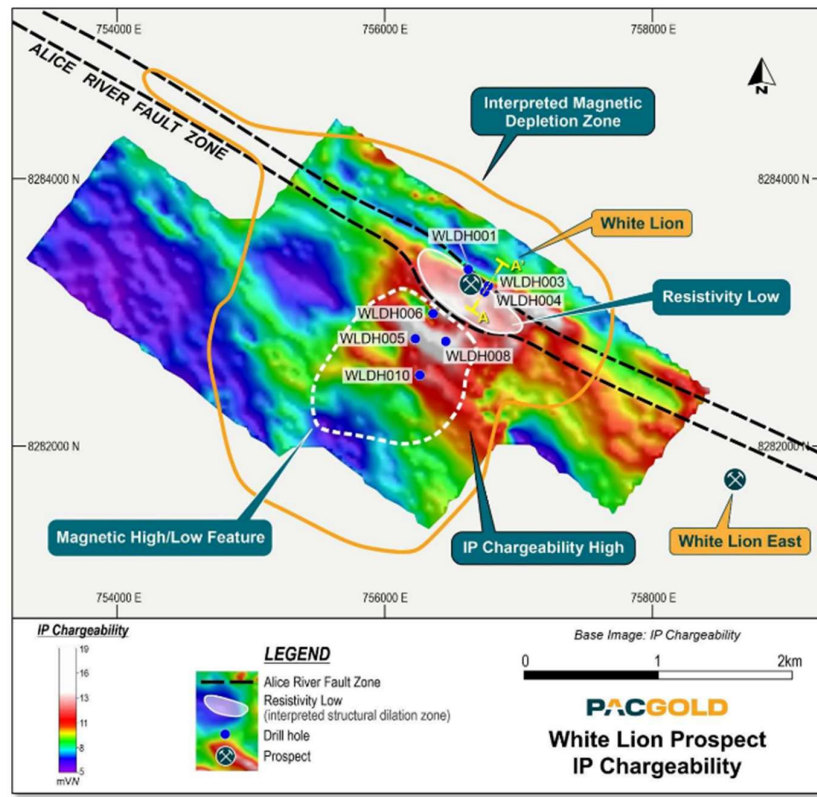 754000 E
756000 E
758000 E
ALICE RIVER FAULT ZONE
N
Interpreted Magnetic
Depletion Zone
8284000 N
8284000 N
WLDH001
White Lion
A'
WLDH003
WLDH004
Resistivity Low
A
WLDH006
WLDH005
WLDH008
WLDH010
8282000 N
8282000 N
Magnetic High/Low Feature
IP Chargeability High
White Lion East
754000 E
756000 E
758000 E
IP Chargeability
19
16
13
11
8
5
mV/V
LEGEND
Alice River Fault Zone
Resistivity Low
(interpreted structural dilation zone)
Drill hole
Prospect
Base Image: IP Chargeability
0
1
2km
PACGOLD
White Lion Prospect
IP Chargeability